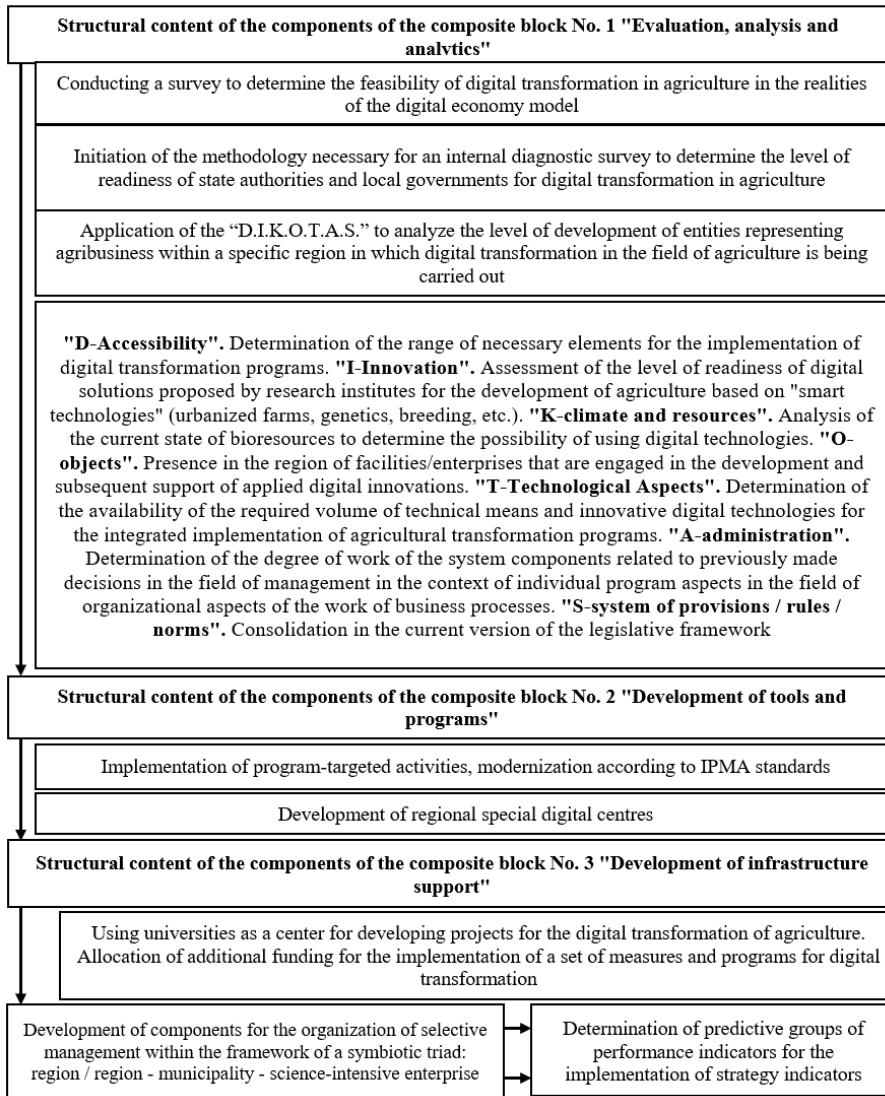 Structural content of the components of the composite block No. 1 "Evaluation, analysis and
analytics"
Conducting a survey to determine the feasibility of digital transformation in agriculture in the realities
of the digital economy model
Initiation of the methodology necessary for an internal diagnostic survey to determine the level of
readiness of state authorities and local governments for digital transformation in agriculture
Application of the “D.I.K.O.T.A.S.” to analyze the level of development of entities representing
agribusiness within a specific region in which digital transformation in the field of agriculture is being
carried out
"D-Accessibility". Determination of the range of necessary elements for the implementation of
digital transformation programs. "I-Innovation". Assessment of the level of readiness of digital
solutions proposed by research institutes for the development of agriculture based on "smart
technologies" (urbanized farms, genetics, breeding, etc.). "K-climate and resources". Analysis of
the current state of bioresources to determine the possibility of using digital technologies. "O-
objects". Presence in the region of facilities/enterprises that are engaged in the development and
subsequent support of applied digital innovations. "T-Technological Aspects". Determination of
the availability of the required volume of technical means and innovative digital technologies for
the integrated implementation of agricultural transformation programs. "A-administration".
Determination of the degree of work of the system components related to previously made
decisions in the field of management in the context of individual program aspects in the field of
organizational aspects of the work of business processes. "S-system of provisions / rules /
norms". Consolidation in the current version of the legislative framework
Structural content of the components of the composite block No. 2 "Development of tools and
programs"
Implementation of program-targeted activities, modernization according to IPMA standards
Development of regional special digital centres
Structural content of the components of the composite block No. 3 "Development of infrastructure
support"
Using universities as a center for developing projects for the digital transformation of agriculture.
Allocation of additional funding for the implementation of a set of measures and programs for digital
transformation
Development of components for the organization of selective
management within the framework of a symbiotic triad:
region / region - municipality - science-intensive enterprise
Determination of predictive groups of
performance indicators for the
implementation of strategy indicators